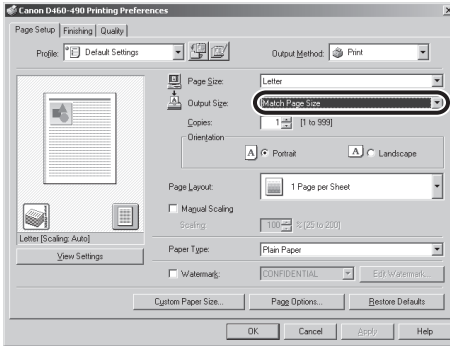 Canon D460-490 Printing Preferences
Page Setup Finishing Quality
Profile: Default Settings Output Method: Print
Page Size: Letter
Output Size: Match Page Size
Copies: 1 [1 to 999]
Orientation
A Portrait A Landscape
Page Layout: 1 Page per Sheet
Manual Scaling
Scaling: 100 % [25 to 200]
Letter [Scaling: Auto]
View Settings
Paper Type: Plain Paper
Watermark: CONFIDENTIAL Edit Watermark...
Custom Paper Size... Page Options... Restore Defaults
OK Cancel Apply Help